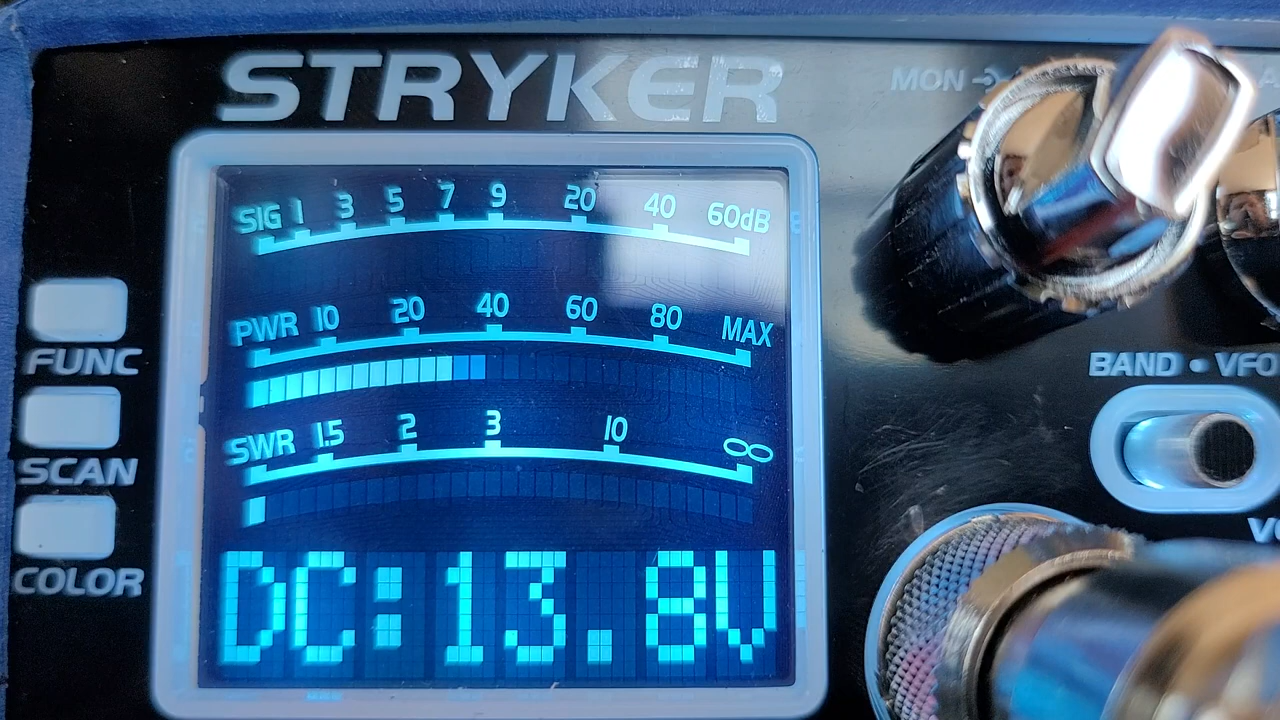 STRYKER
MON
SIG 1 3 5 7 9 20 40 60dB
PWR 10 20 40 60 80 MAX
FUNC
BAND • VFO
SWR 1.5 2 3 10 ∞
SCAN
COLOR
DC:13.8V